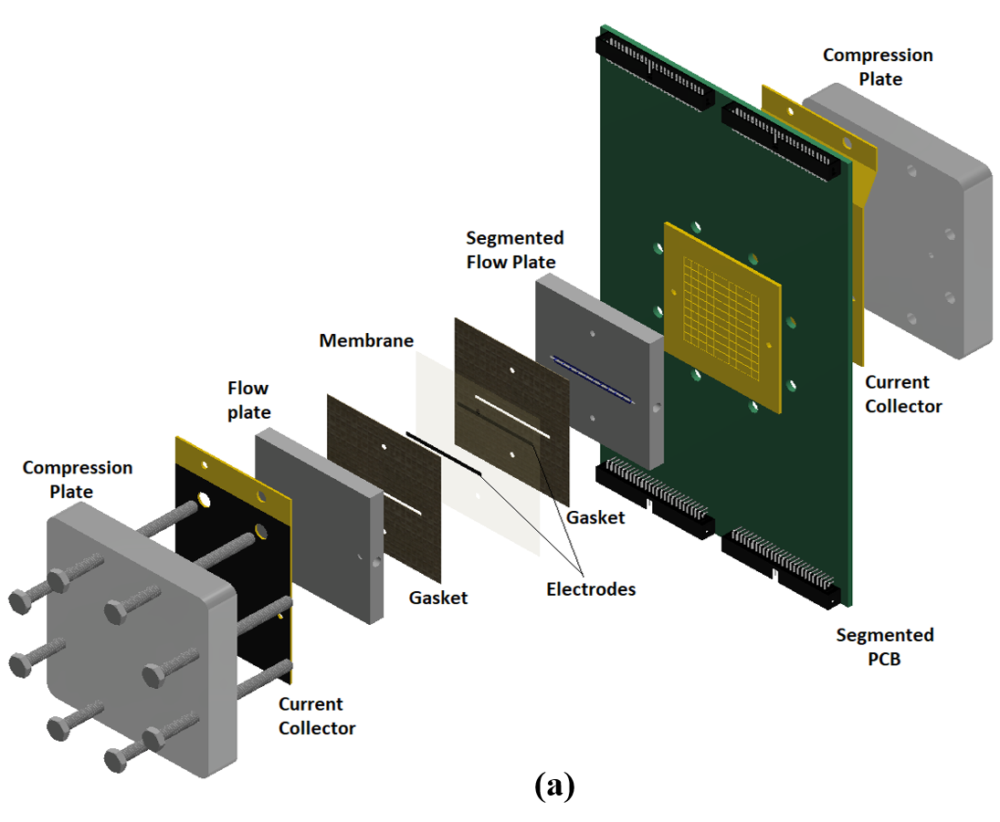 Compression
Plate
Segmented
Flow Plate
Membrane
Flow
plate
Current
Collector
Compression
Plate
Gasket
Electrodes
Gasket
Segmented
PCB
Current
Collector
(a)